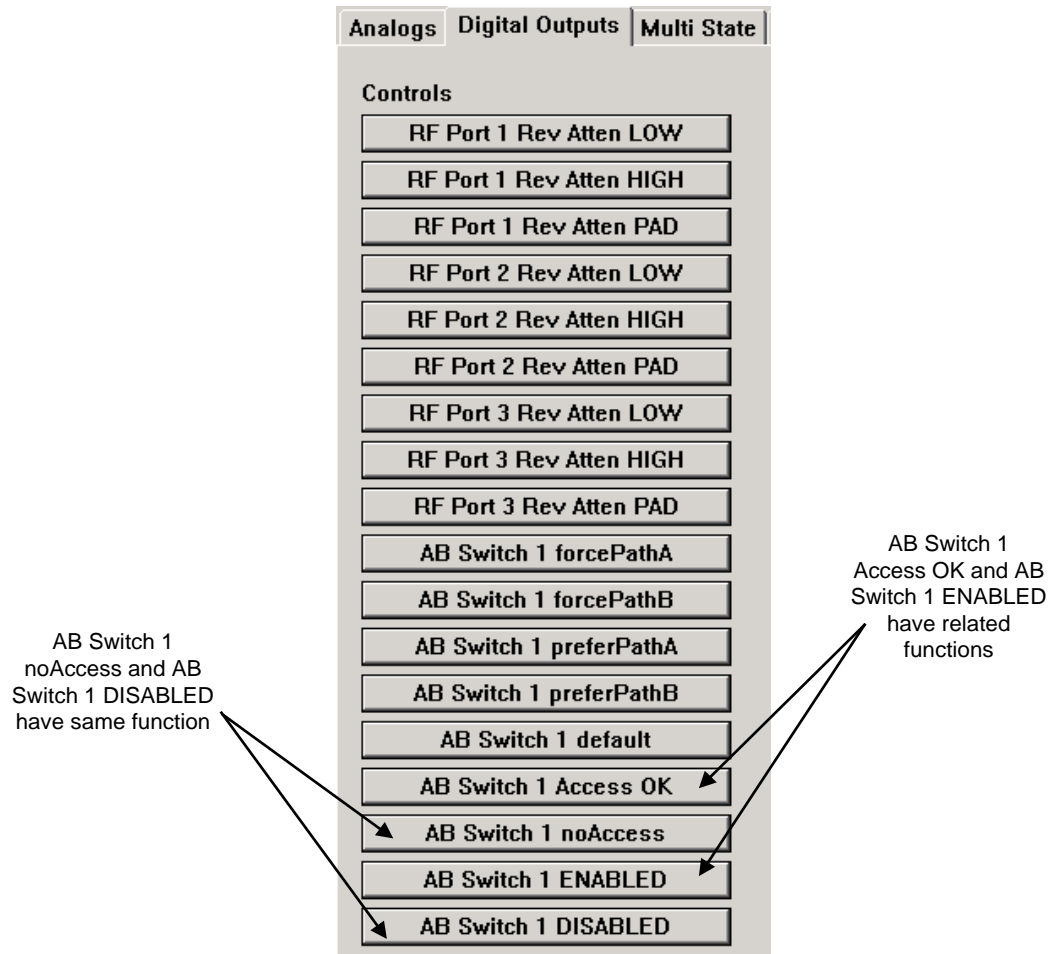 Analogs Digital Outputs Multi State
Controls
RF Port 1 Rev Atten LOW
RF Port 1 Rev Atten HIGH
RF Port 1 Rev Atten PAD
RF Port 2 Rev Atten LOW
RF Port 2 Rev Atten HIGH
RF Port 2 Rev Atten PAD
RF Port 3 Rev Atten LOW
RF Port 3 Rev Atten HIGH
RF Port 3 Rev Atten PAD
AB Switch 1 forcePathA
AB Switch 1 forcePathB
AB Switch 1 preferPathA
AB Switch 1 preferPathB
AB Switch 1 default
AB Switch 1 Access OK
AB Switch 1 noAccess
AB Switch 1 ENABLED
AB Switch 1 DISABLED
AB Switch 1
noAccess and AB
Switch 1 DISABLED
have same function
AB Switch 1
Access OK and AB
Switch 1 ENABLED
have related
functions